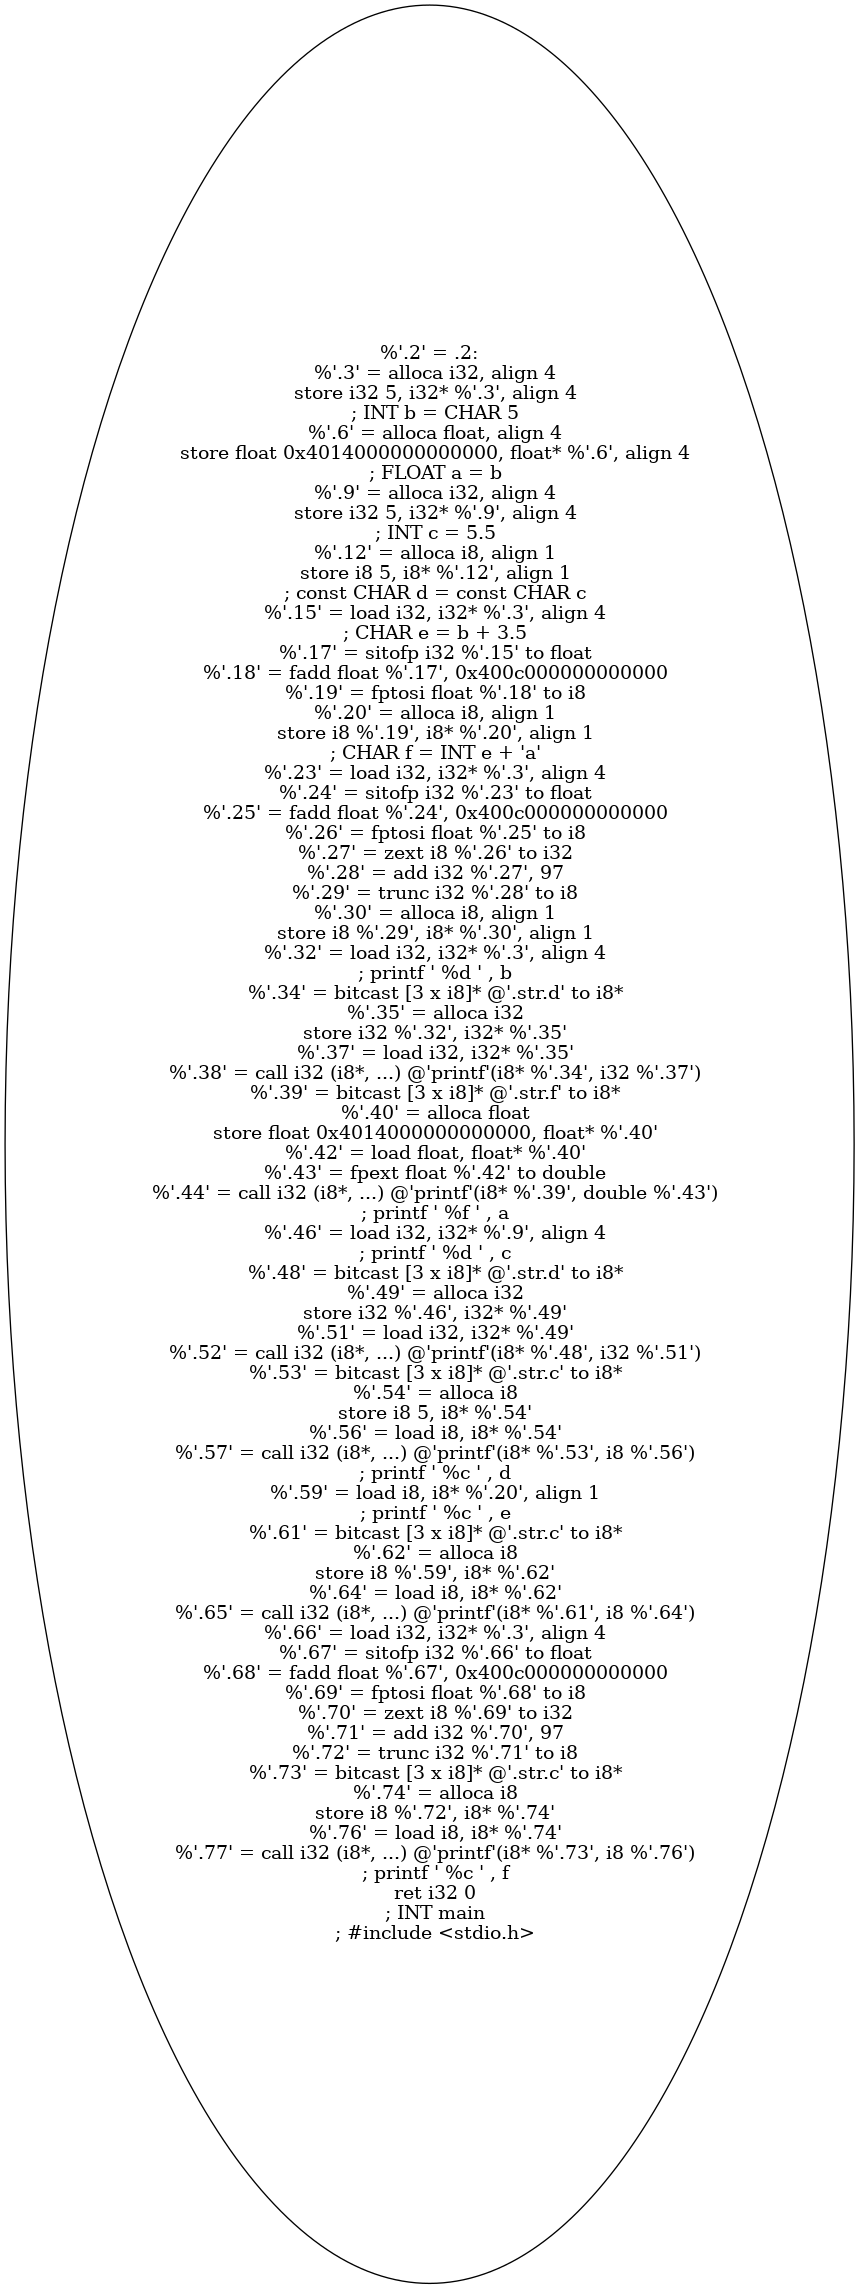 %'.2' = .2:
%'.3' = alloca i32, align 4
store i32 5, i32* %'.3', align 4
; INT b = CHAR 5
%'.6' = alloca float, align 4
store float 0x4014000000000000, float* %'.6', align 4
; FLOAT a = b
%'.9' = alloca i32, align 4
store i32 5, i32* %'.9', align 4
; INT c = 5.5
%'.12' = alloca i8, align 1
store i8 5, i8* %'.12', align 1
; const CHAR d = const CHAR c
%'.15' = load i32, i32* %'.3', align 4
; CHAR e = b + 3.5
%'.17' = sitofp i32 %'.15' to float
%'.18' = fadd float %'.17', 0x400c000000000000
%'.19' = fptosi float %'.18' to i8
%'.20' = alloca i8, align 1
store i8 %'.19', i8* %'.20', align 1
; CHAR f = INT e + 'a'
%'.23' = load i32, i32* %'.3', align 4
%'.24' = sitofp i32 %'.23' to float
%'.25' = fadd float %'.24', 0x400c000000000000
%'.26' = fptosi float %'.25' to i8
%'.27' = zext i8 %'.26' to i32
%'.28' = add i32 %'.27', 97
%'.29' = trunc i32 %'.28' to i8
%'.30' = alloca i8, align 1
store i8 %'.29', i8* %'.30', align 1
%'.32' = load i32, i32* %'.3', align 4
; printf ' %d ' , b
%'.34' = bitcast [3 x i8]* @'.str.d' to i8*
%'.35' = alloca i32
store i32 %'.32', i32* %'.35'
%'.37' = load i32, i32* %'.35'
%'.38' = call i32 (i8*, ...) @'printf'(i8* %'.34', i32 %'.37')
%'.39' = bitcast [3 x i8]* @'.str.f' to i8*
%'.40' = alloca float
store float 0x4014000000000000, float* %'.40'
%'.42' = load float, float* %'.40'
%'.43' = fpext float %'.42' to double
%'.44' = call i32 (i8*, ...) @'printf'(i8* %'.39', double %'.43')
; printf ' %f ' , a
%'.46' = load i32, i32* %'.9', align 4
; printf ' %d ' , c
%'.48' = bitcast [3 x i8]* @'.str.d' to i8*
%'.49' = alloca i32
store i32 %'.46', i32* %'.49'
%'.51' = load i32, i32* %'.49'
%'.52' = call i32 (i8*, ...) @'printf'(i8* %'.48', i32 %'.51')
%'.53' = bitcast [3 x i8]* @'.str.c' to i8*
%'.54' = alloca i8
store i8 5, i8* %'.54'
%'.56' = load i8, i8* %'.54'
%'.57' = call i32 (i8*, ...) @'printf'(i8* %'.53', i8 %'.56')
; printf ' %c ' , d
%'.59' = load i8, i8* %'.20', align 1
; printf ' %c ' , e
%'.61' = bitcast [3 x i8]* @'.str.c' to i8*
%'.62' = alloca i8
store i8 %'.59', i8* %'.62'
%'.64' = load i8, i8* %'.62'
%'.65' = call i32 (i8*, ...) @'printf'(i8* %'.61', i8 %'.64')
%'.66' = load i32, i32* %'.3', align 4
%'.67' = sitofp i32 %'.66' to float
%'.68' = fadd float %'.67', 0x400c000000000000
%'.69' = fptosi float %'.68' to i8
%'.70' = zext i8 %'.69' to i32
%'.71' = add i32 %'.70', 97
%'.72' = trunc i32 %'.71' to i8
%'.73' = bitcast [3 x i8]* @'.str.c' to i8*
%'.74' = alloca i8
store i8 %'.72', i8* %'.74'
%'.76' = load i8, i8* %'.74'
%'.77' = call i32 (i8*, ...) @'printf'(i8* %'.73', i8 %'.76')
; printf ' %c ' , f
ret i32 0
; INT main
; #include <stdio.h>